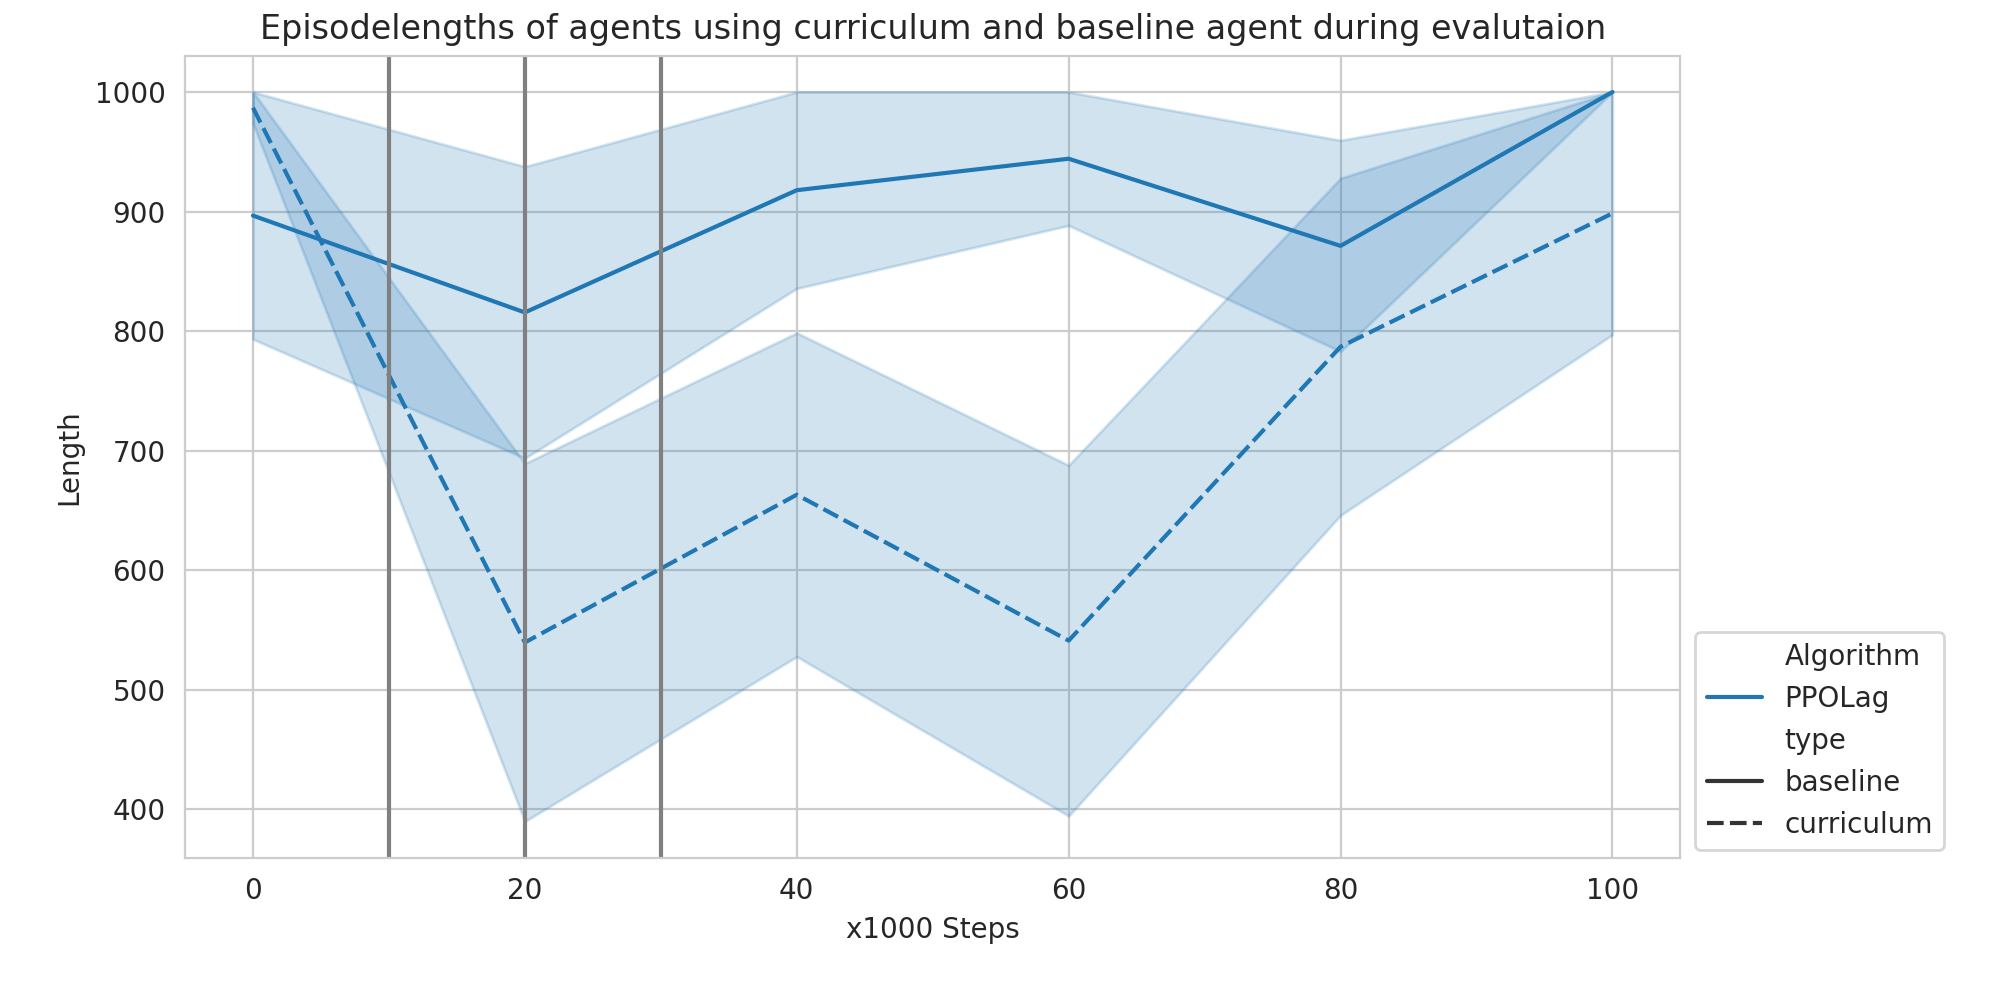 Episodelengths of agents using curriculum and baseline agent during evalutaion
1000
900
800
700
600
500
400
Length
0 20 40 60 80 100
x1000 Steps
Algorithm
PPOLag
type
baseline
curriculum